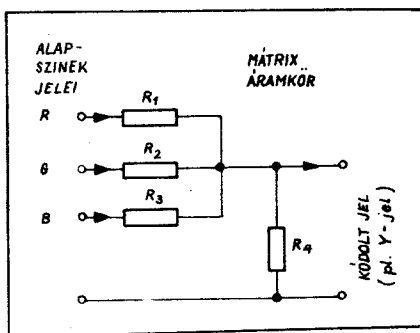 ALAP-
SZINEK
JELEI
MÁTRIX
ÁRAMKÖR
R
R1
G
R2
B
R3
R4
KÓDOLT JEL
(pl. Y-jel)